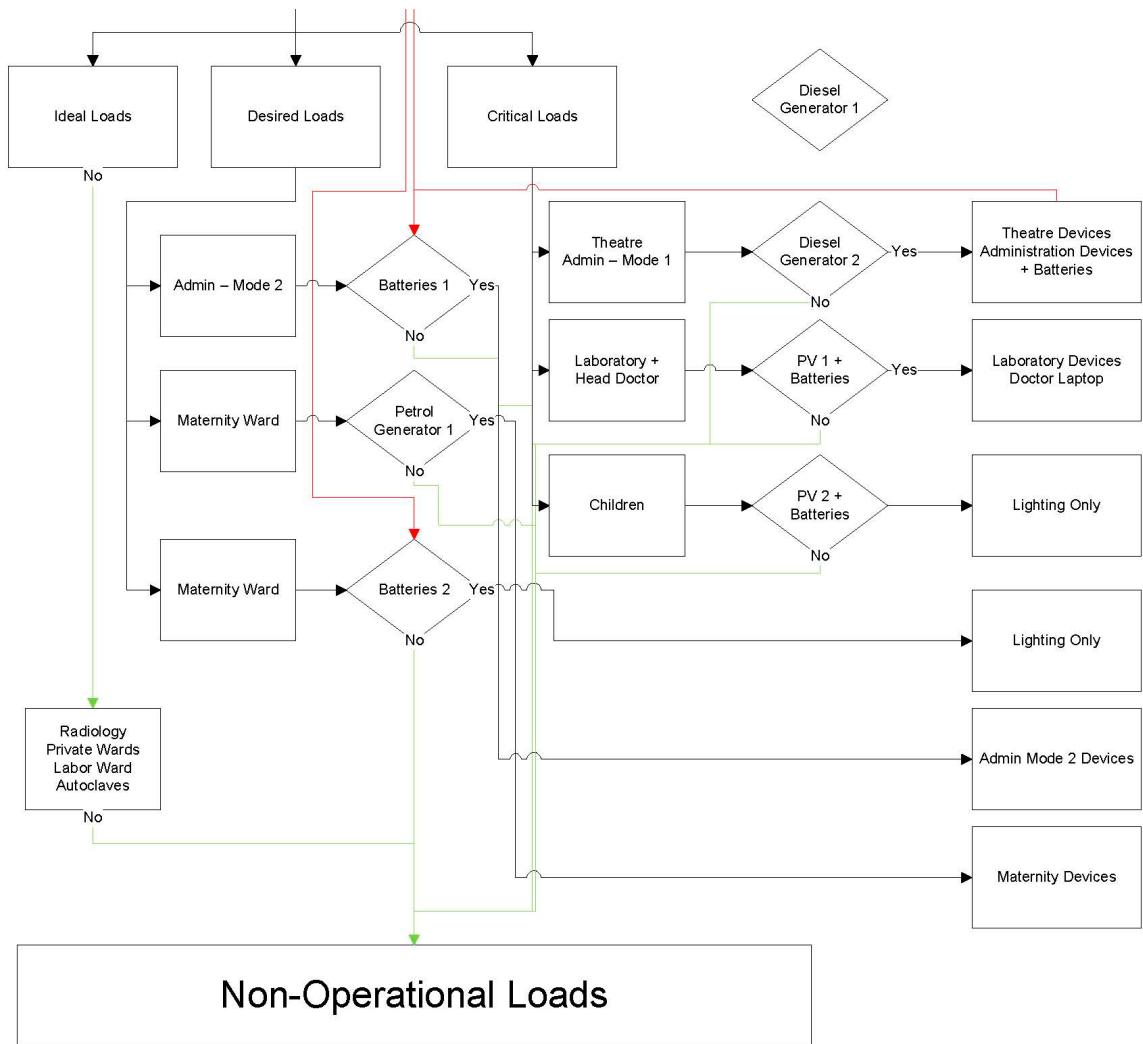 Ideal Loads
Desired Loads
Critical Loads
Diesel
Generator 1
No
Theatre
Admin – Mode 1
Diesel
Generator 2
Yes
Theatre Devices
Administration Devices
+ Batteries
No
Admin – Mode 2
Batteries 1
Yes
No
Laboratory +
Head Doctor
PV 1 +
Batteries
Yes
Laboratory Devices
Doctor Laptop
No
Maternity Ward
Petrol
Generator 1
Yes
No
Children
PV 2 +
Batteries
Lighting Only
No
Maternity Ward
Batteries 2
Yes
No
Lighting Only
Radiology
Private Wards
Labor Ward
Autoclaves
No
Admin Mode 2 Devices
Maternity Devices
Non-Operational Loads